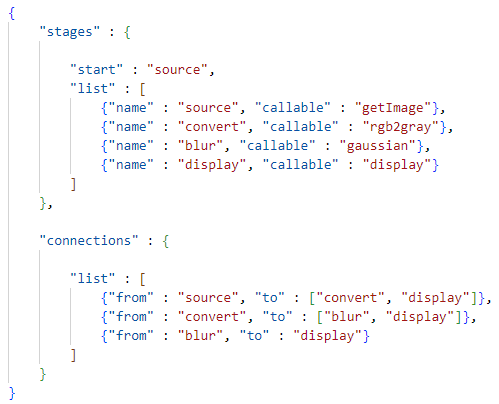 {
    "stages" : {

        "start" : "source",
        "list" : [
            {"name" : "source", "callable" : "getImage"},
            {"name" : "convert", "callable" : "rgb2gray"},
            {"name" : "blur", "callable" : "gaussian"},
            {"name" : "display", "callable" : "display"}
        ]
    },

    "connections" : {

        "list" : [
            {"from" : "source", "to" : ["convert", "display"]},
            {"from" : "convert", "to" : ["blur", "display"]},
            {"from" : "blur", "to" : "display"}
        ]
    }
}